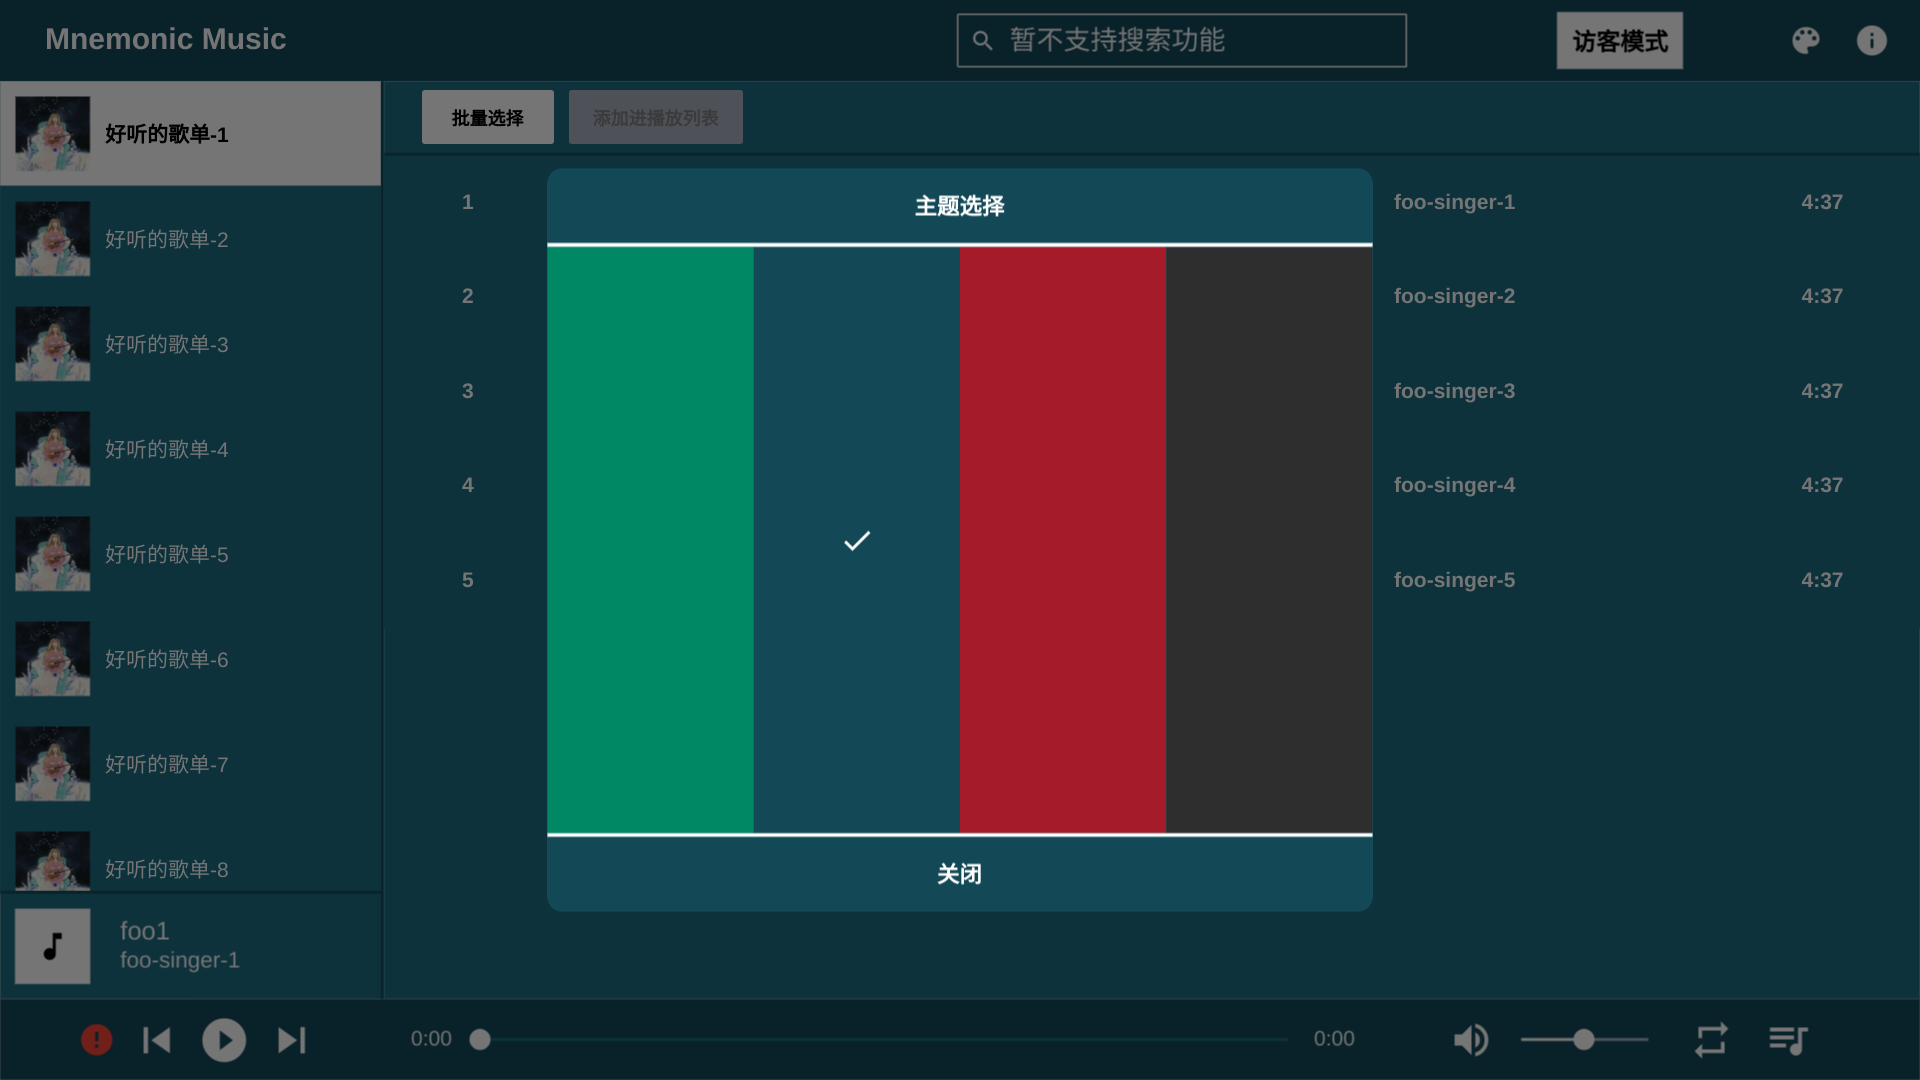 Mnemonic Music
暂不支持搜索功能
访客模式
好听的歌单-1
好听的歌单-2
好听的歌单-3
好听的歌单-4
好听的歌单-5
好听的歌单-6
好听的歌单-7
好听的歌单-8
批量选择
添加进播放列表
主题选择
1
foo-singer-1
4:37
2
foo-singer-2
4:37
3
foo-singer-3
4:37
4
foo-singer-4
4:37
5
foo-singer-5
4:37
关闭
foo1
foo-singer-1
0:00
0:00